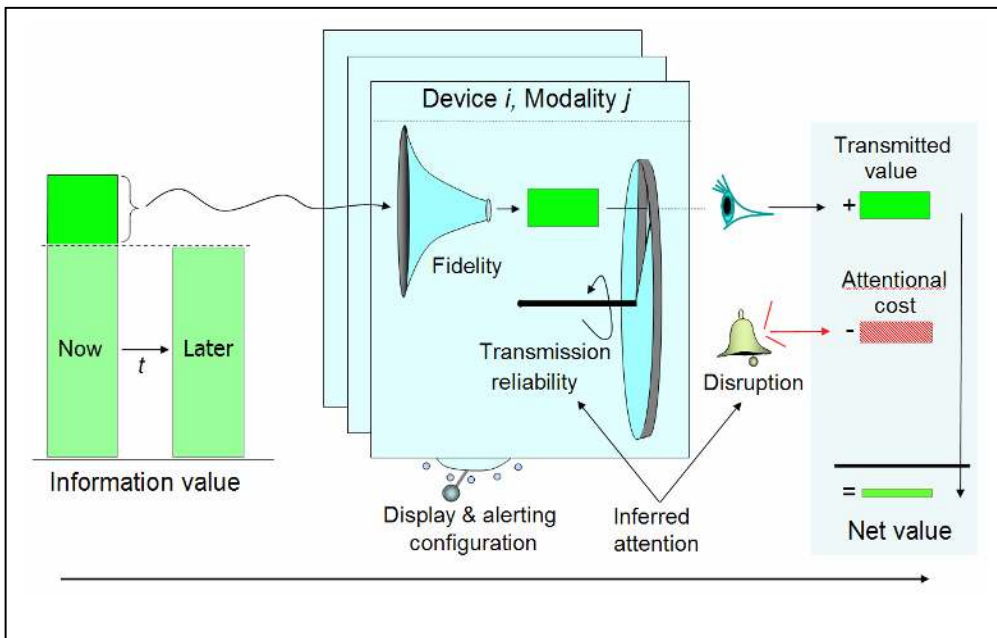 Device i, Modality j
Now
t
Later
Information value
Fidelity
Transmission
reliability
Display & alerting
configuration
Inferred
attention
Disruption
Transmitted
value
+
Attentional
cost
-
=
Net value